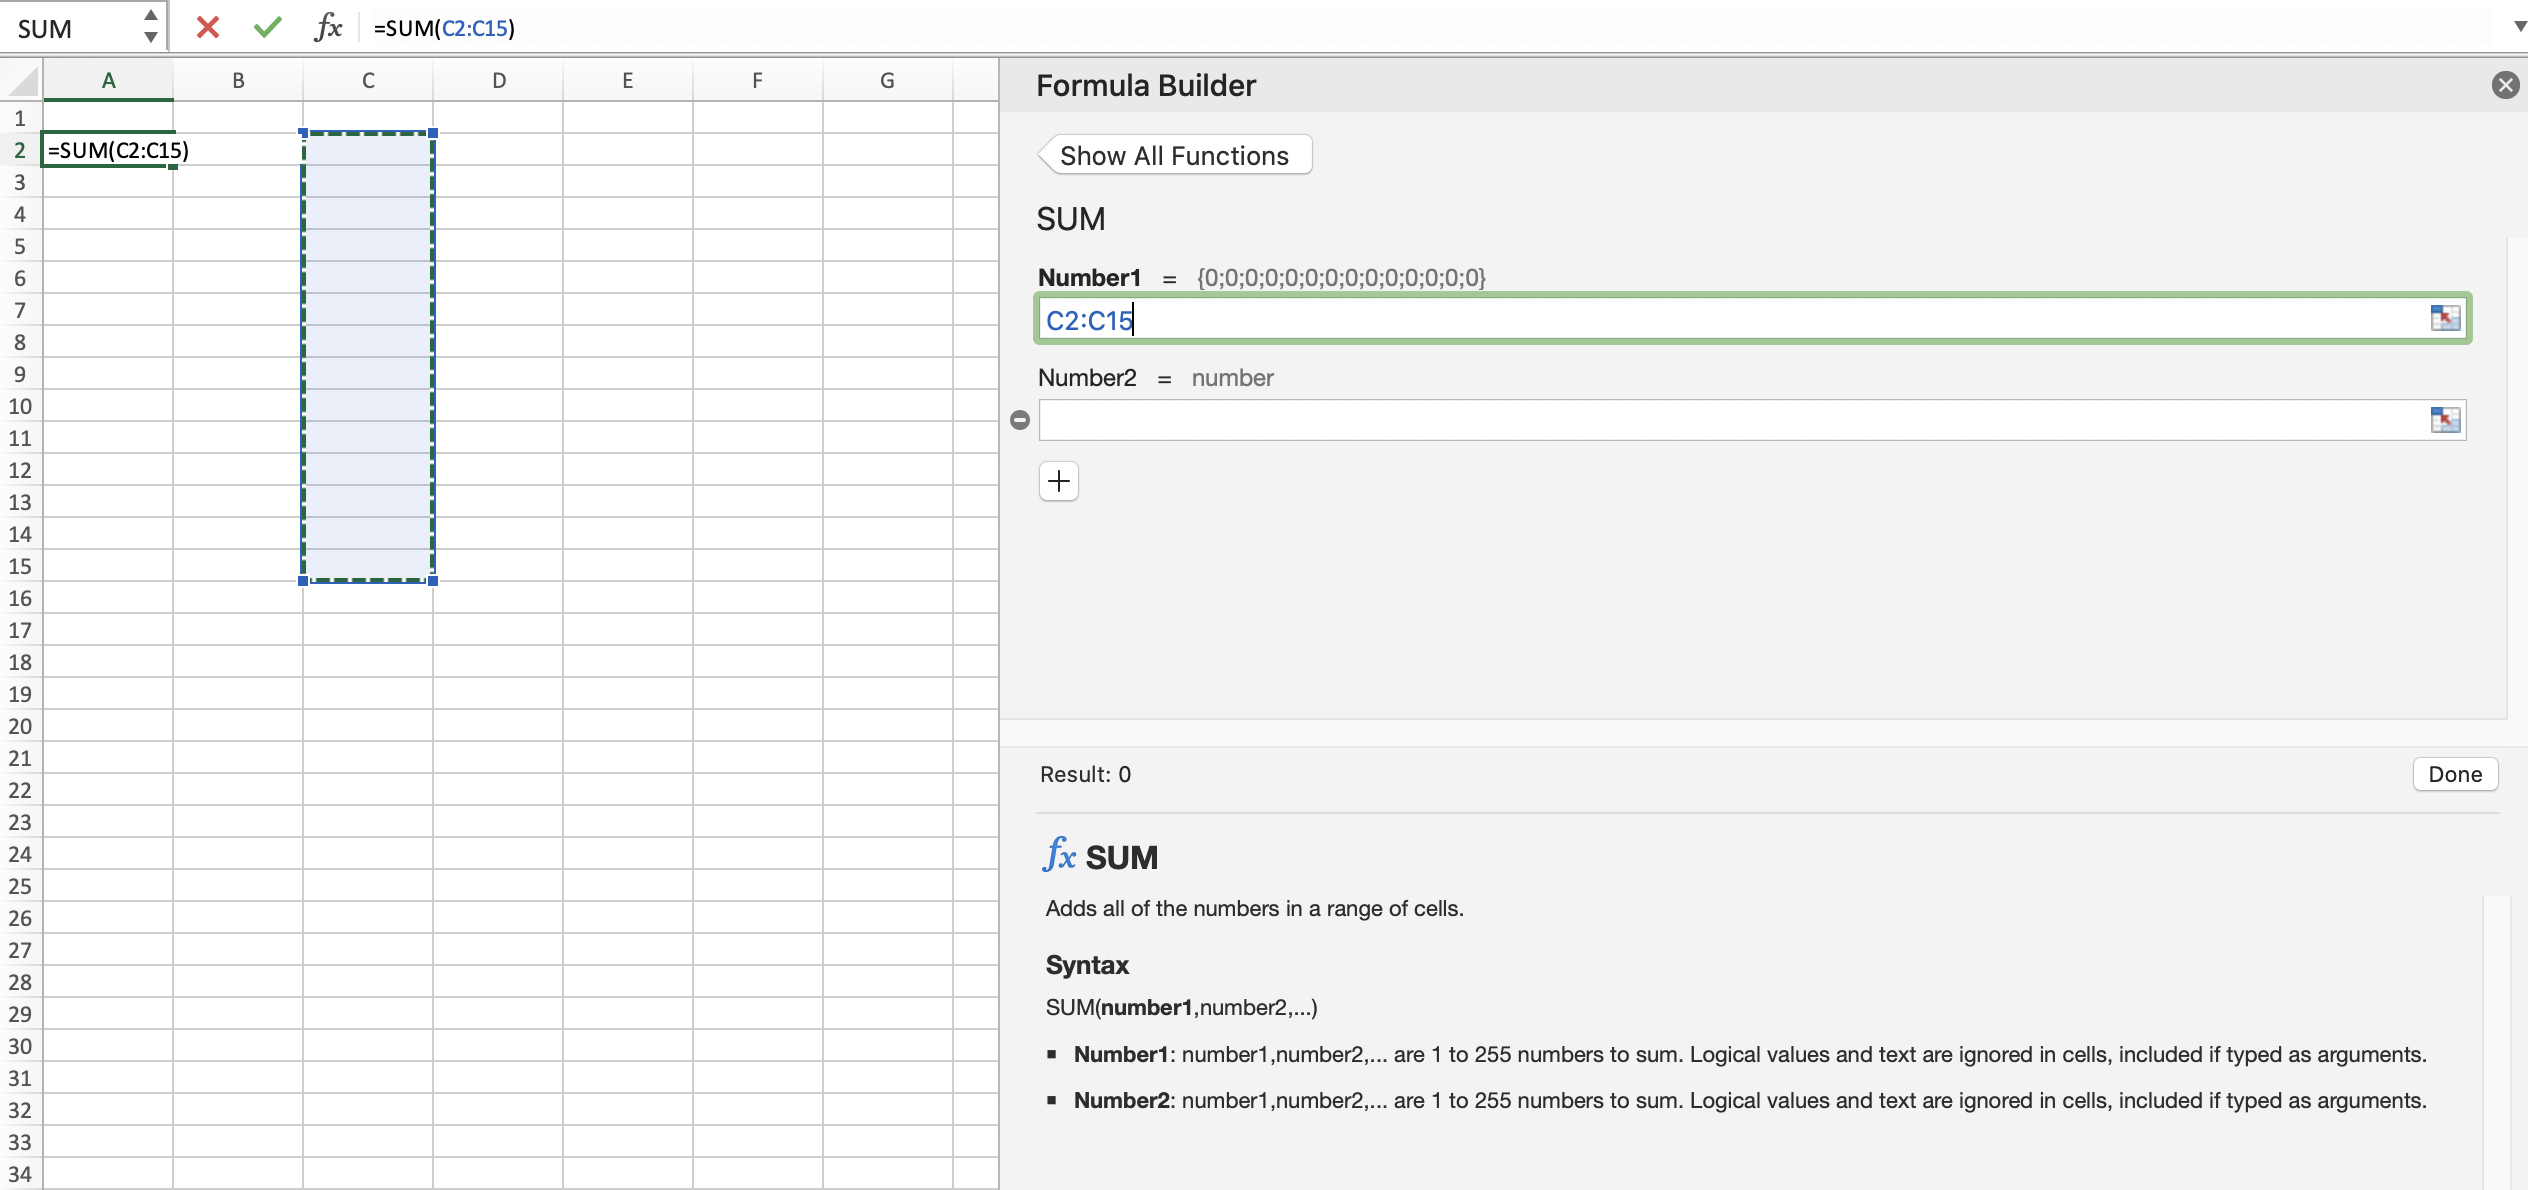 SUM
fx =SUM(C2:C15)
A B C D E F G
1
2 =SUM(C2:C15)
3
4
5
6
7
8
9
10
11
12
13
14
15
16
17
18
19
20
21
22
23
24
25
26
27
28
29
30
31
32
33
34
Formula Builder
Show All Functions
SUM
Number1 = {0;0;0;0;0;0;0;0;0;0;0;0;0;0}
C2:C15
Number2 = number
Result: 0
Done
fx SUM
Adds all of the numbers in a range of cells.
Syntax
SUM(number1,number2,...)
▪ Number1: number1,number2,... are 1 to 255 numbers to sum. Logical values and text are ignored in cells, included if typed as arguments.
▪ Number2: number1,number2,... are 1 to 255 numbers to sum. Logical values and text are ignored in cells, included if typed as arguments.